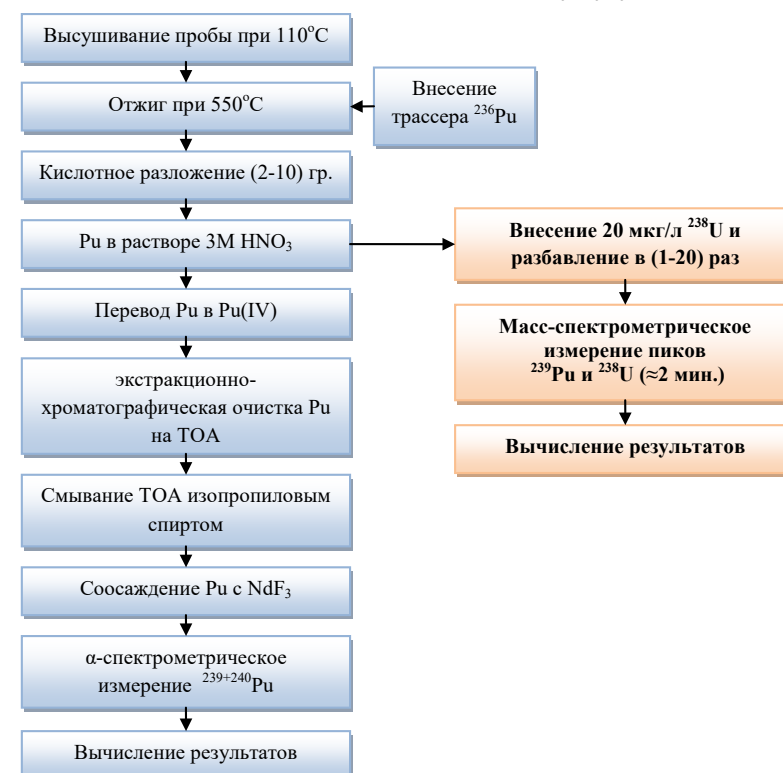 Высушивание пробы при 110°С
Внесение
трассера ²³⁶Pu
Отжиг при 550°С
Кислотное разложение (2-10) гр.
Pu в растворе 3М HNO₃
Внесение 20 мкг/л ²³⁸U и
разбавление в (1-20) раз
Перевод Pu в Pu(IV)
Масс-спектрометрическое
измерение пиков
²³⁹Pu и ²³⁸U (≈2 мин.)
экстракционно-
хроматографическая очистка Pu
на ТОА
Вычисление результатов
Смывание ТОА изопропиловым
спиртом
Соосаждение Pu с NdF₃
α-спектрометрическое
измерение ²³⁹⁺²⁴⁰Pu
Вычисление результатов